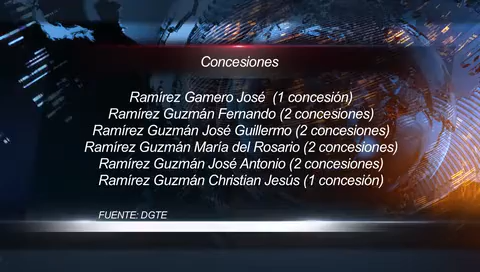 Concesiones
Ramírez Gamero José (1 concesión)
Ramírez Guzmán Fernando (2 concesiones)
Ramírez Guzmán José Guillermo (2 concesiones)
Ramírez Guzmán María del Rosario (2 concesiones)
Ramírez Guzmán José Antonio (2 concesiones)
Ramírez Guzmán Christian Jesús (1 concesión)
FUENTE: DGTE